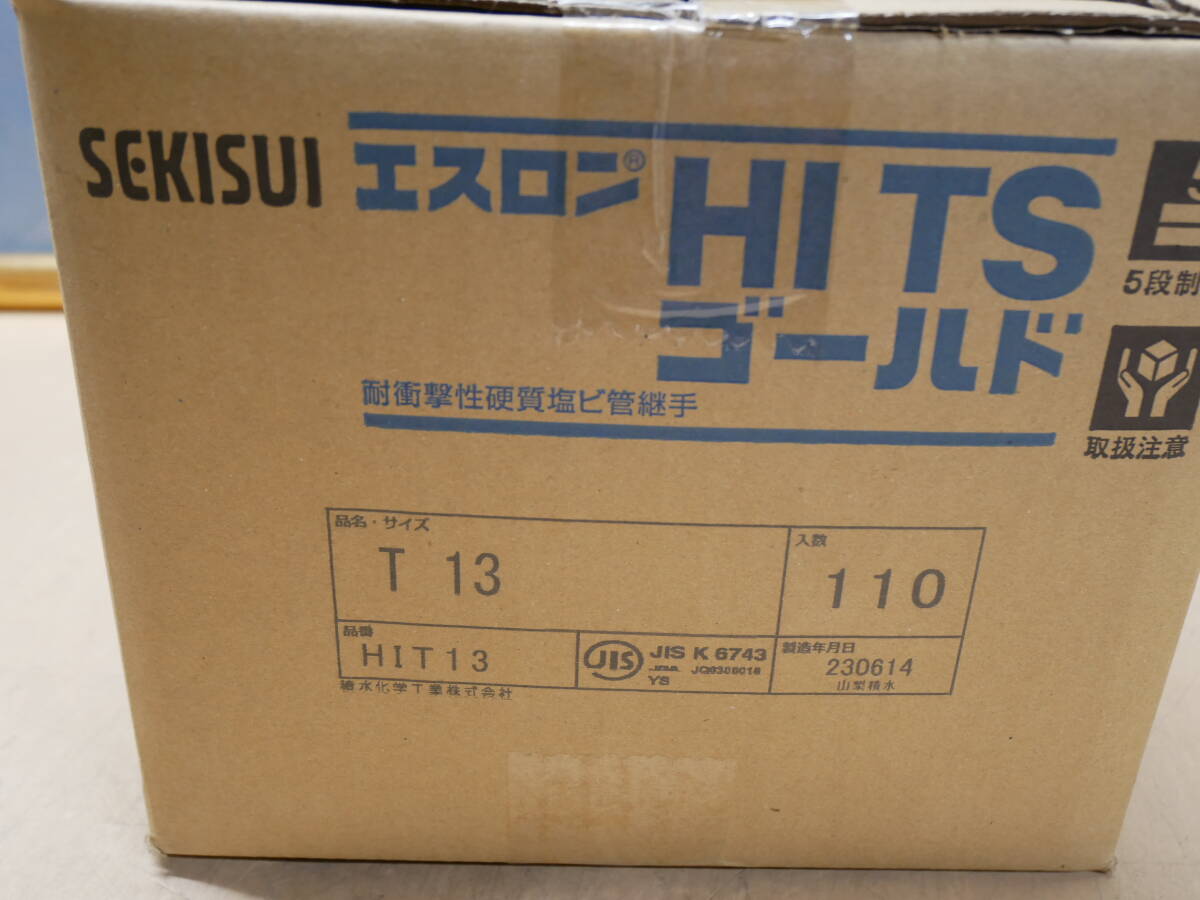 SEKISUI エスロン® HI TS
ゴールド
耐衝撃性硬質塩ビ管継手
5段制
取扱注意
品名・サイズ
T 13
入数
110
品番
HIT13
JIS
JIS K 6743
YS
製造年月日
230614
山梨積水
積水化学工業株式会社